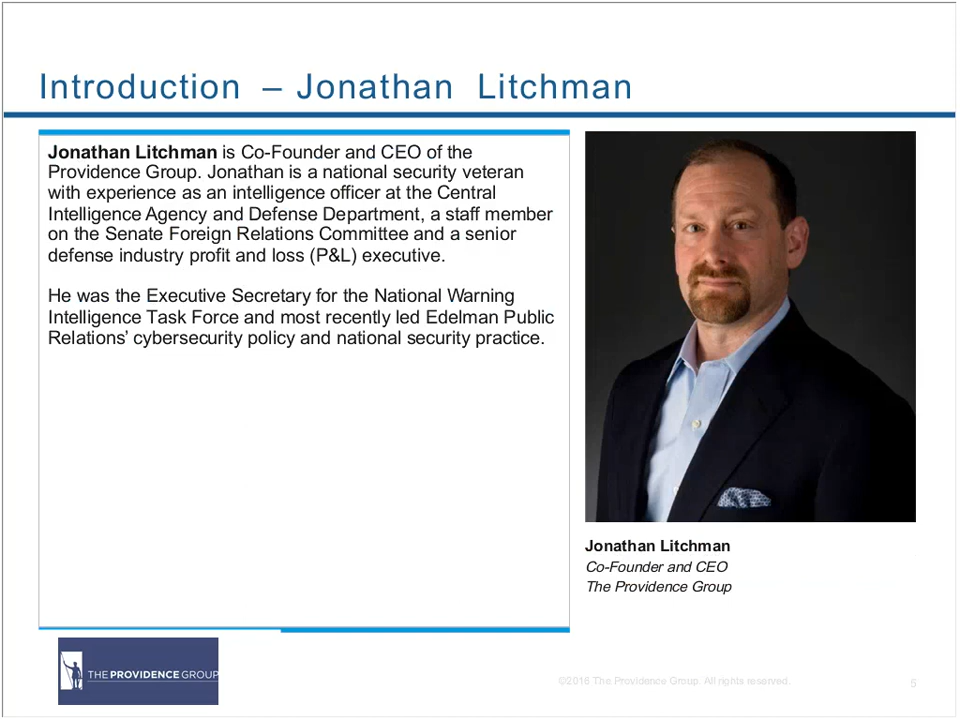 Introduction – Jonathan Litchman
Jonathan Litchman is Co-Founder and CEO of the
Providence Group. Jonathan is a national security veteran
with experience as an intelligence officer at the Central
Intelligence Agency and Defense Department, a staff member
on the Senate Foreign Relations Committee and a senior
defense industry profit and loss (P&L) executive.
He was the Executive Secretary for the National Warning
Intelligence Task Force and most recently led Edelman Public
Relations’ cybersecurity policy and national security practice.
Jonathan Litchman
Co-Founder and CEO
The Providence Group
THE PROVIDENCE GROUP
©2016 The Providence Group. All rights reserved.
5